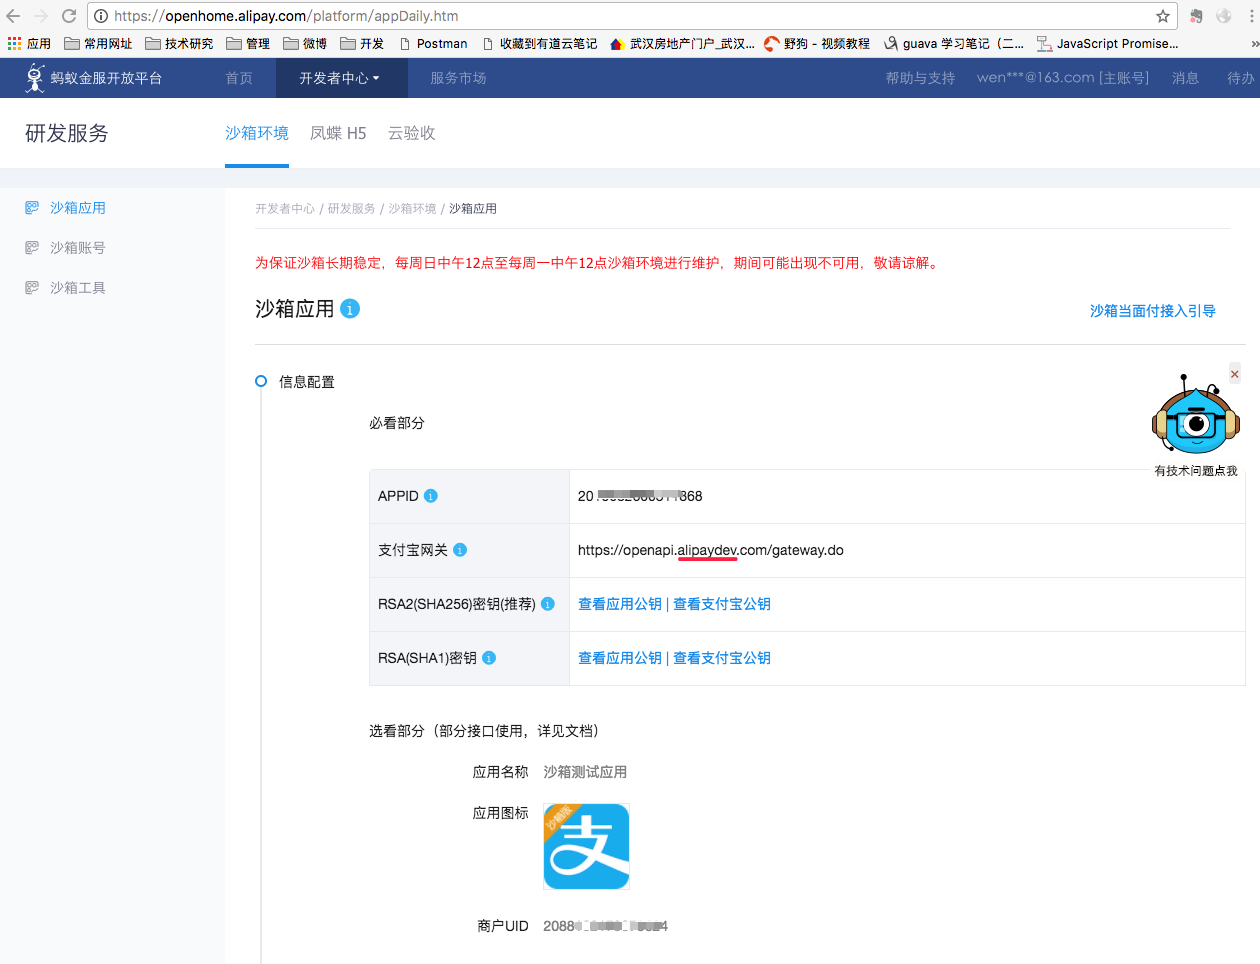 https://openhome.alipay.com/platform/appDaily.htm
应用 常用网址 技术研究 管理 微博 开发 Postman 收藏到有道云笔记 武汉房地产门户_武汉... 野狗 - 视频教程 guava 学习笔记（二... JavaScript Promise... »
蚂蚁金服开放平台 首页 开发者中心 服务市场 帮助与支持 wen***@163.com [主账号] 消息 待办
研发服务 沙箱环境 凤蝶 H5 云验收
沙箱应用
沙箱账号
沙箱工具
开发者中心 / 研发服务 / 沙箱环境 / 沙箱应用
为保证沙箱长期稳定，每周日中午12点至每周一中午12点沙箱环境进行维护，期间可能出现不可用，敬请谅解。
沙箱应用 沙箱当面付接入引导
信息配置
有技术问题点我
必看部分
APPID 20 868
支付宝网关 https://openapi.alipaydev.com/gateway.do
RSA2(SHA256)密钥(推荐) 查看应用公钥 | 查看支付宝公钥
RSA(SHA1)密钥 查看应用公钥 | 查看支付宝公钥
选看部分（部分接口使用，详见文档）
应用名称 沙箱测试应用
应用图标
沙箱版
支
商户UID 2088